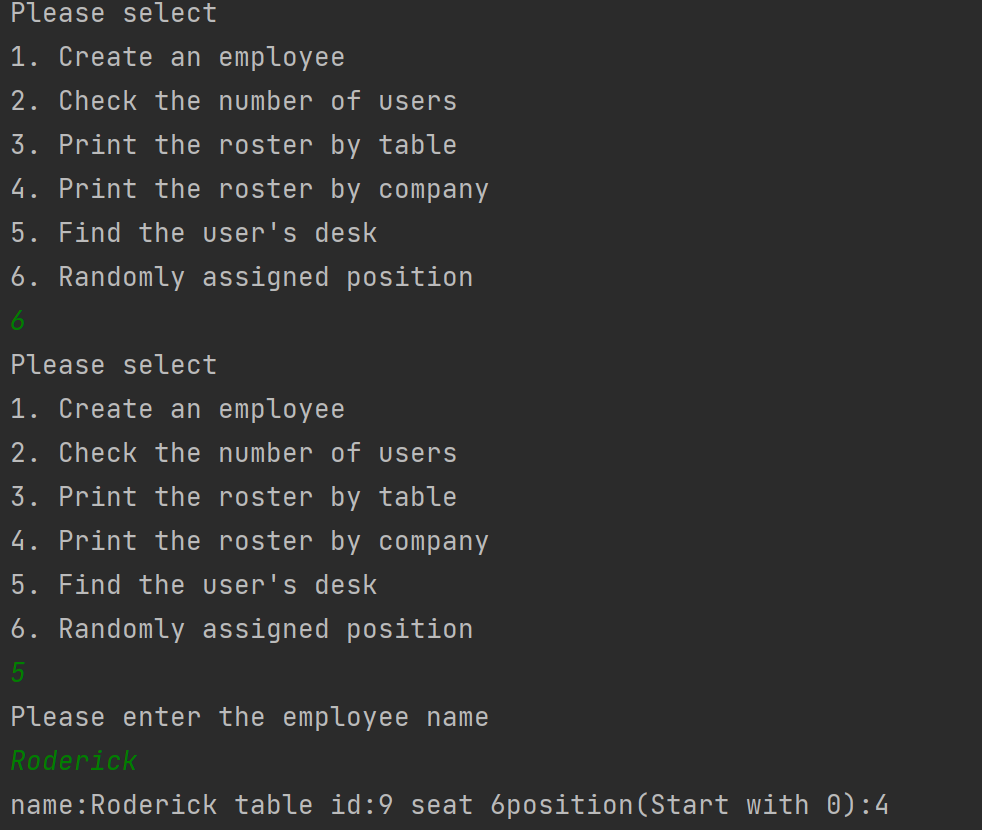 Please select
1. Create an employee
2. Check the number of users
3. Print the roster by table
4. Print the roster by company
5. Find the user's desk
6. Randomly assigned position
6
Please select
1. Create an employee
2. Check the number of users
3. Print the roster by table
4. Print the roster by company
5. Find the user's desk
6. Randomly assigned position
5
Please enter the employee name
Roderick
name:Roderick table id:9 seat 6position(Start with 0):4